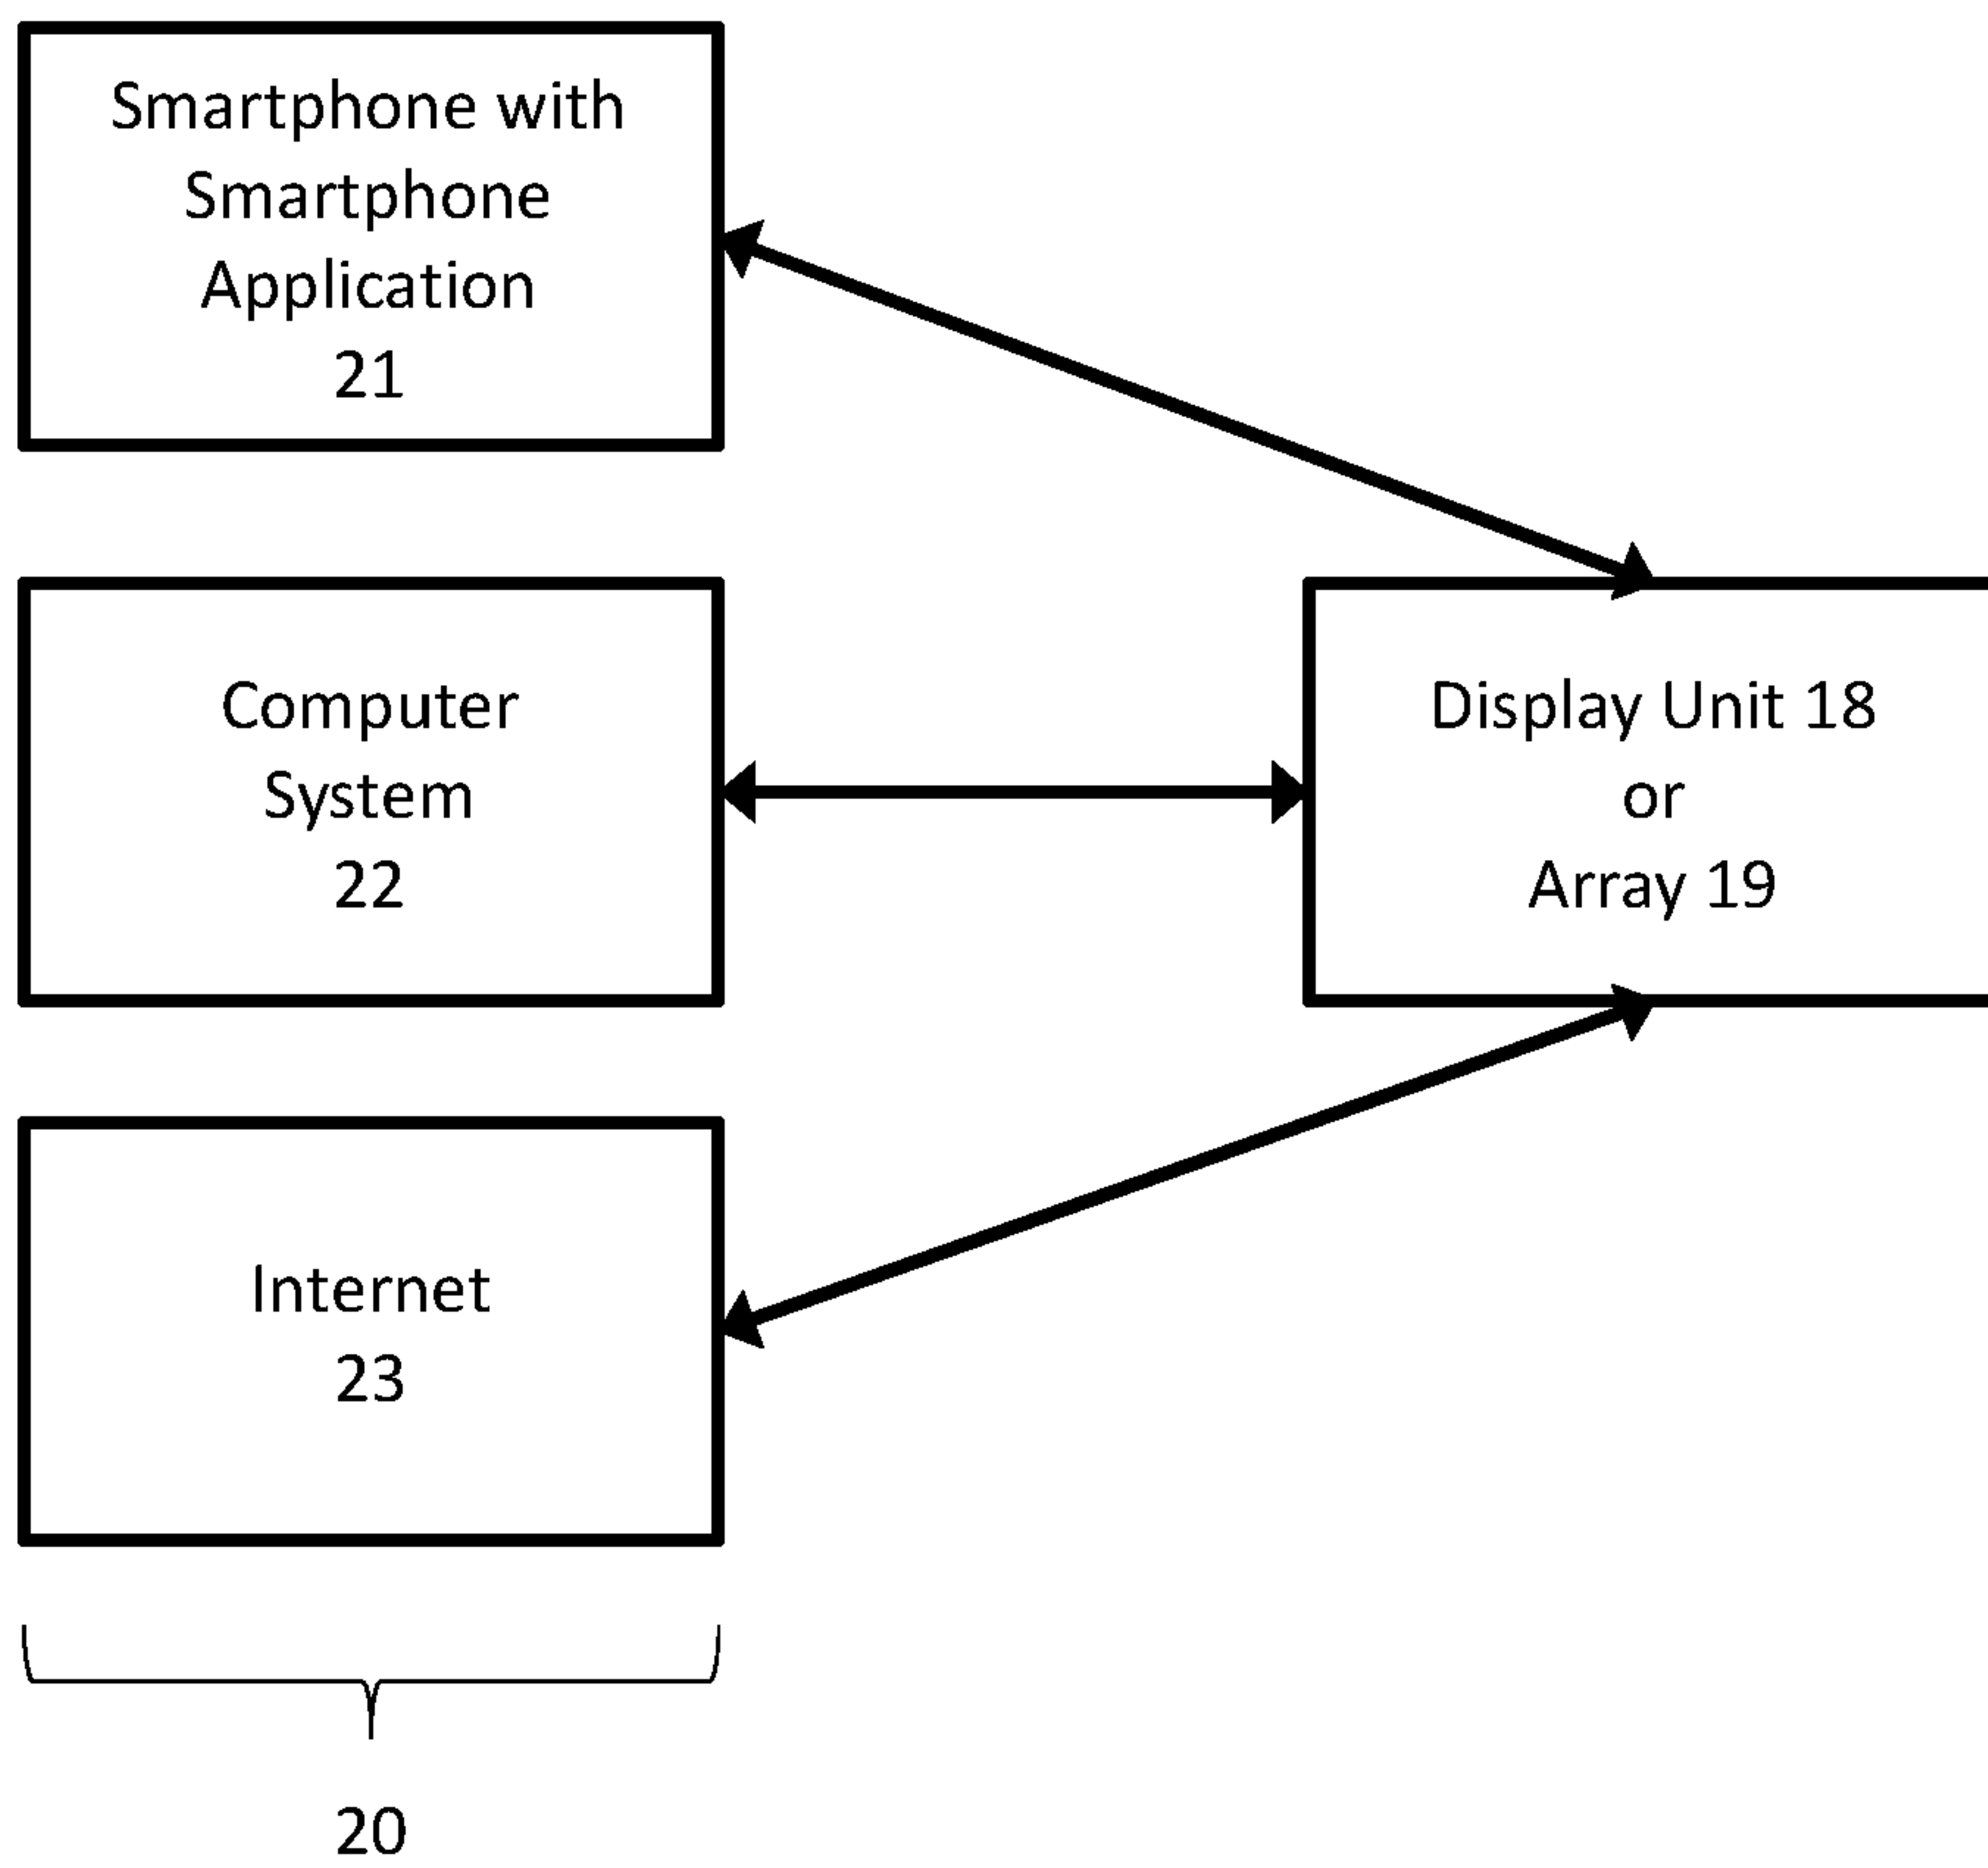 Smartphone with
Smartphone
Application
21
Computer
System
22
Display Unit 18
or
Array 19
Internet
23
20